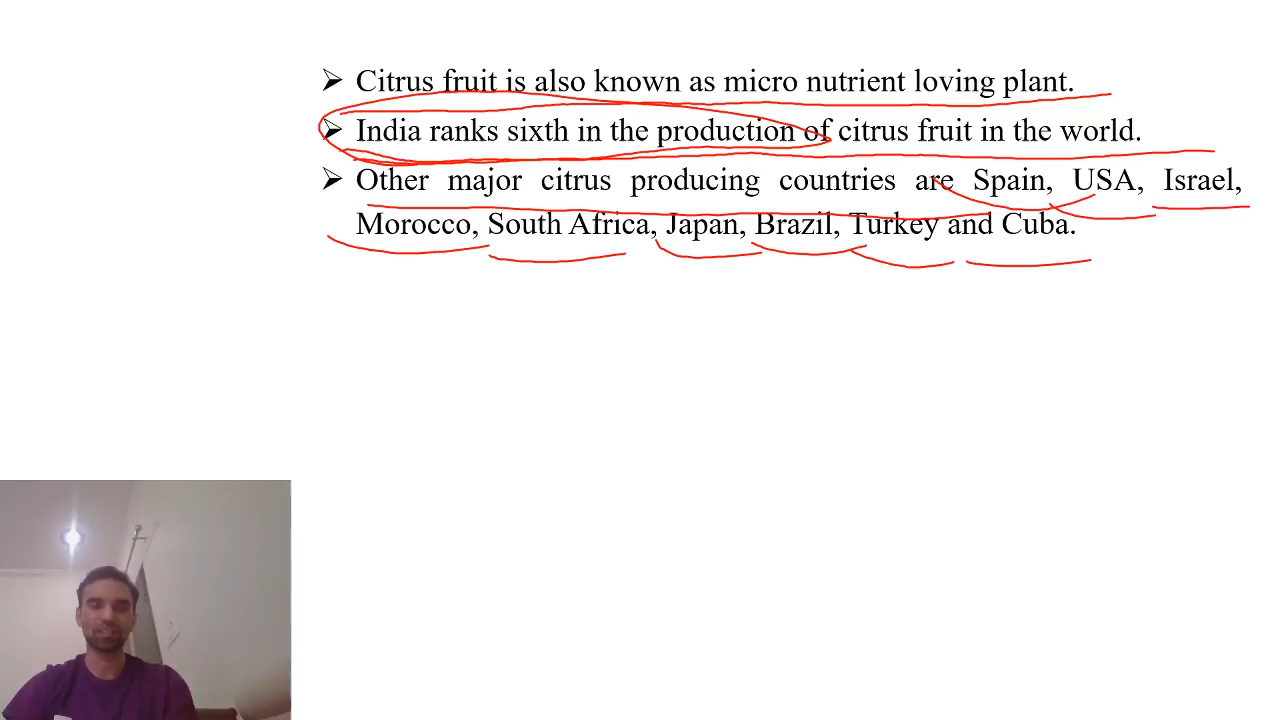 ➢ Citrus fruit is also known as micro nutrient loving plant.
➢ India ranks sixth in the production of citrus fruit in the world.
➢ Other major citrus producing countries are Spain, USA, Israel,
Morocco, South Africa, Japan, Brazil, Turkey and Cuba.